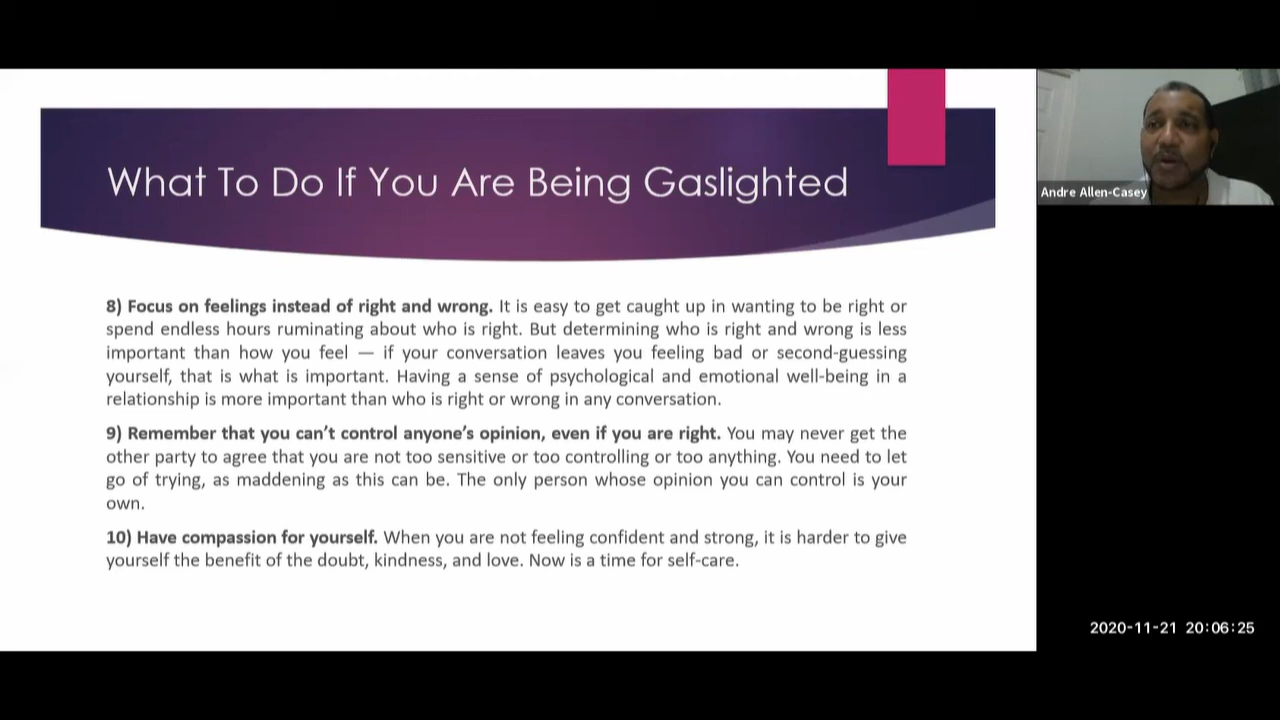 What To Do If You Are Being Gaslighted
Andre Allen-Casey
8) Focus on feelings instead of right and wrong. It is easy to get caught up in wanting to be right or
spend endless hours ruminating about who is right. But determining who is right and wrong is less
important than how you feel — if your conversation leaves you feeling bad or second-guessing
yourself, that is what is important. Having a sense of psychological and emotional well-being in a
relationship is more important than who is right or wrong in any conversation.
9) Remember that you can’t control anyone’s opinion, even if you are right. You may never get the
other party to agree that you are not too sensitive or too controlling or too anything. You need to let
go of trying, as maddening as this can be. The only person whose opinion you can control is your
own.
10) Have compassion for yourself. When you are not feeling confident and strong, it is harder to give
yourself the benefit of the doubt, kindness, and love. Now is a time for self-care.
2020-11-21 20:06:25